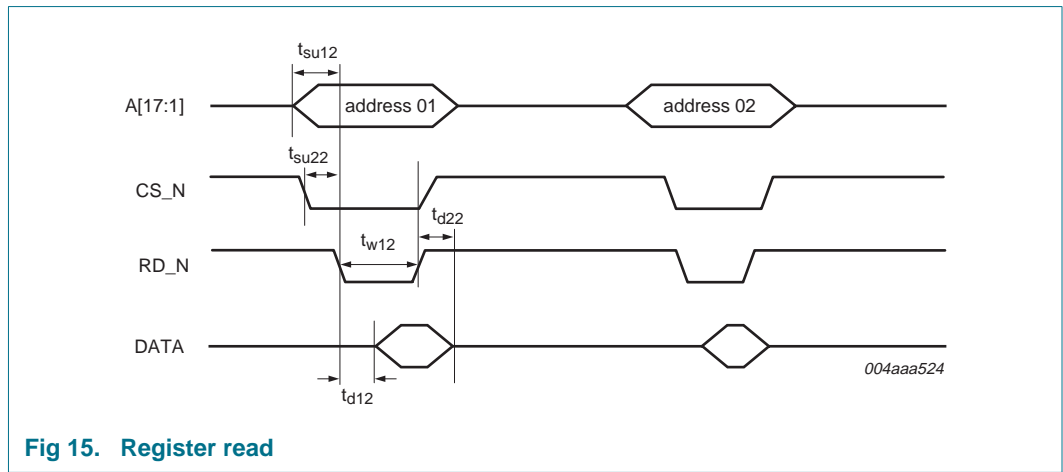 tsu12
A[17:1]
address 01
address 02
tsu22
CS_N
td22
tw12
RD_N
DATA
004aaa524
td12
Fig 15. Register read